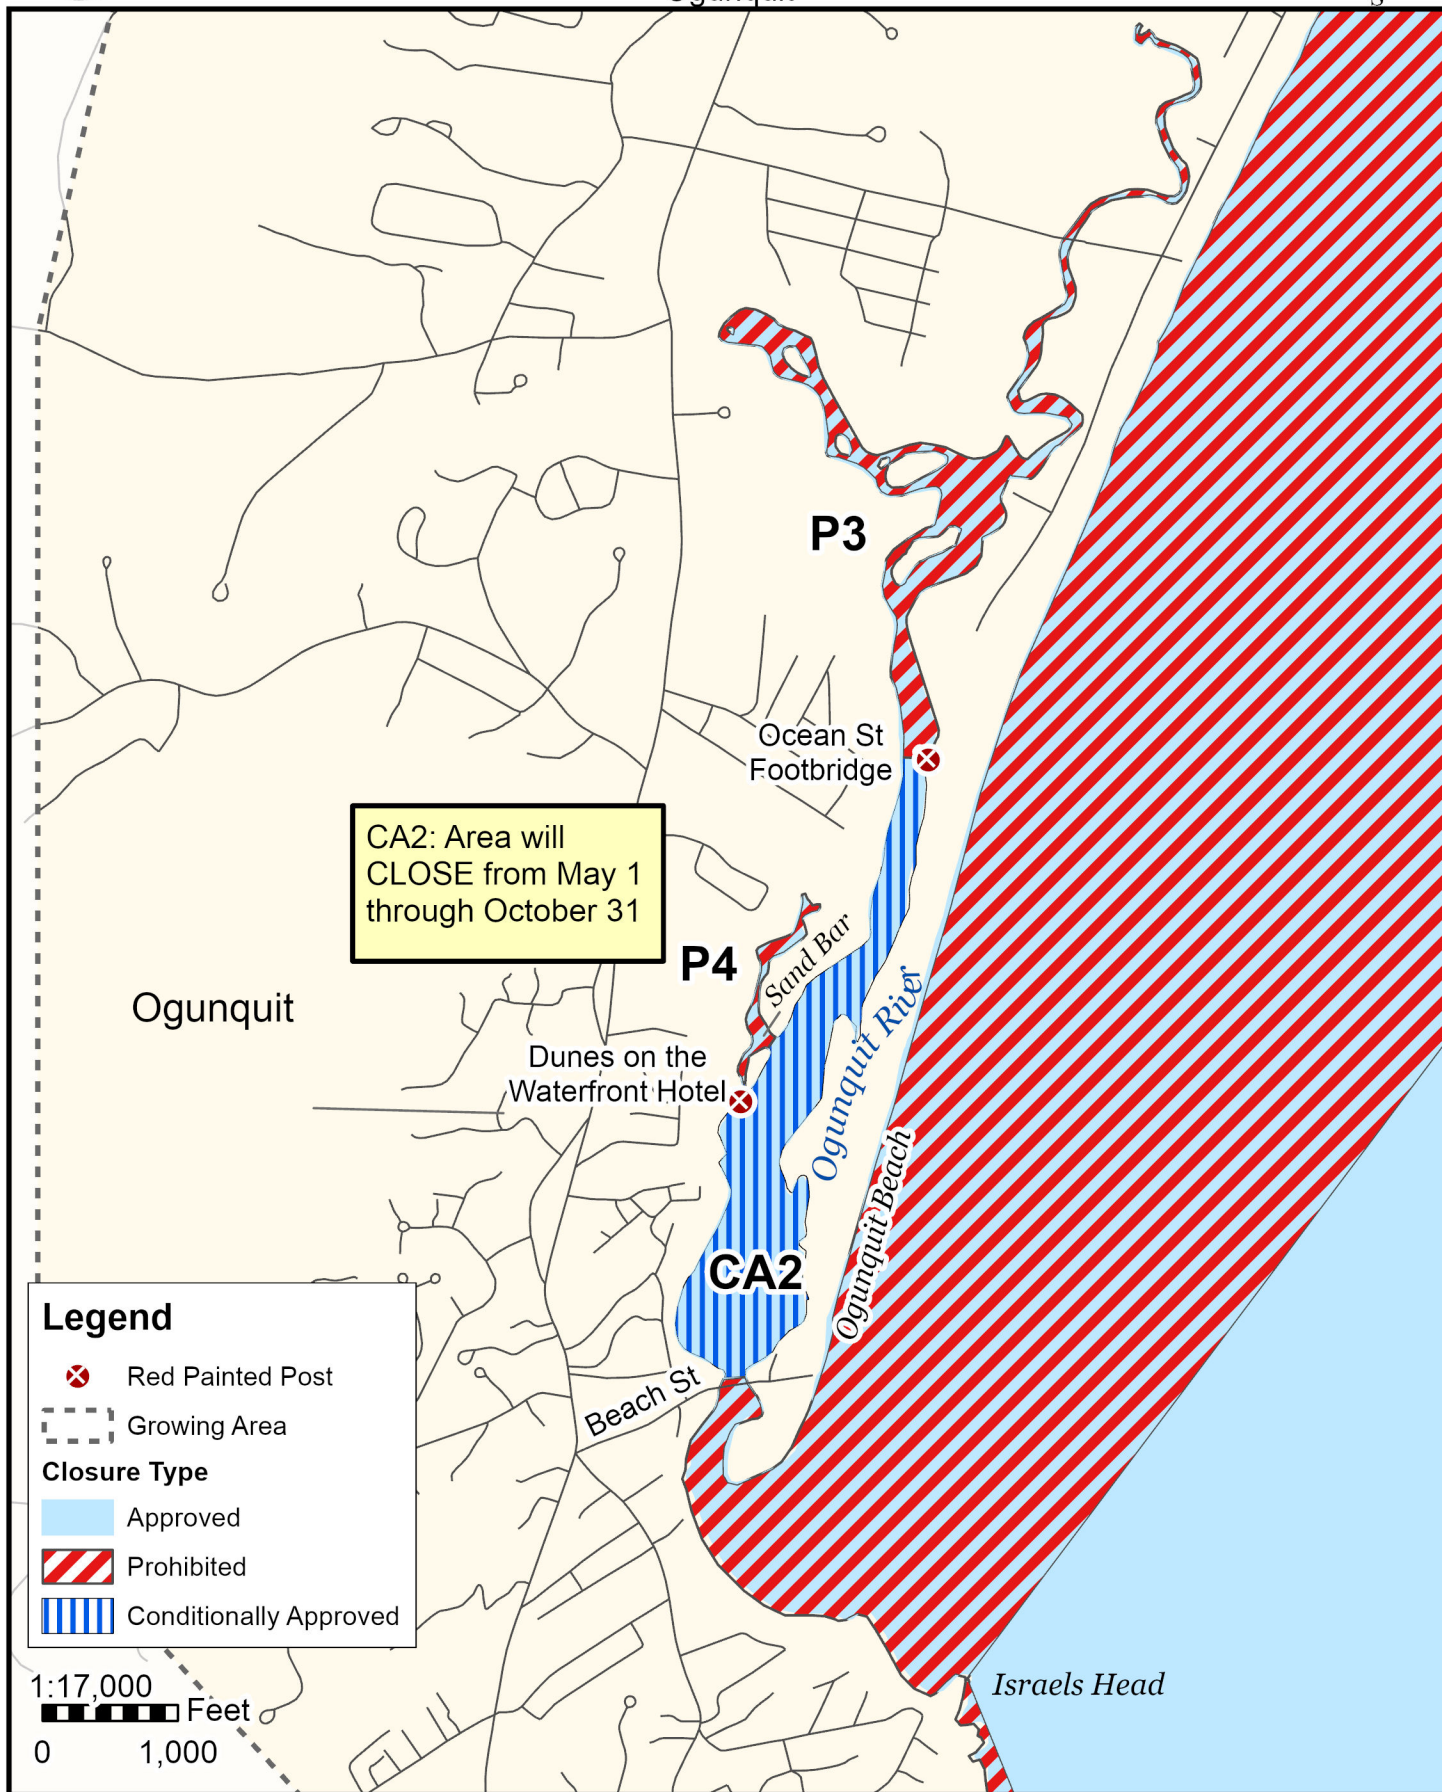 P3
Ocean St
Footbridge
CA2: Area will
CLOSE from May 1
through October 31
Sand Bar
P4
Ogunquit
Ogunquit River
Dunes on the
Waterfront Hotel
Ogunquit Beach
CA2
Beach St
Legend
Red Painted Post
Growing Area
Closure Type
Approved
Prohibited
Conditionally Approved
Israels Head
1:17,000
Feet
0 1,000